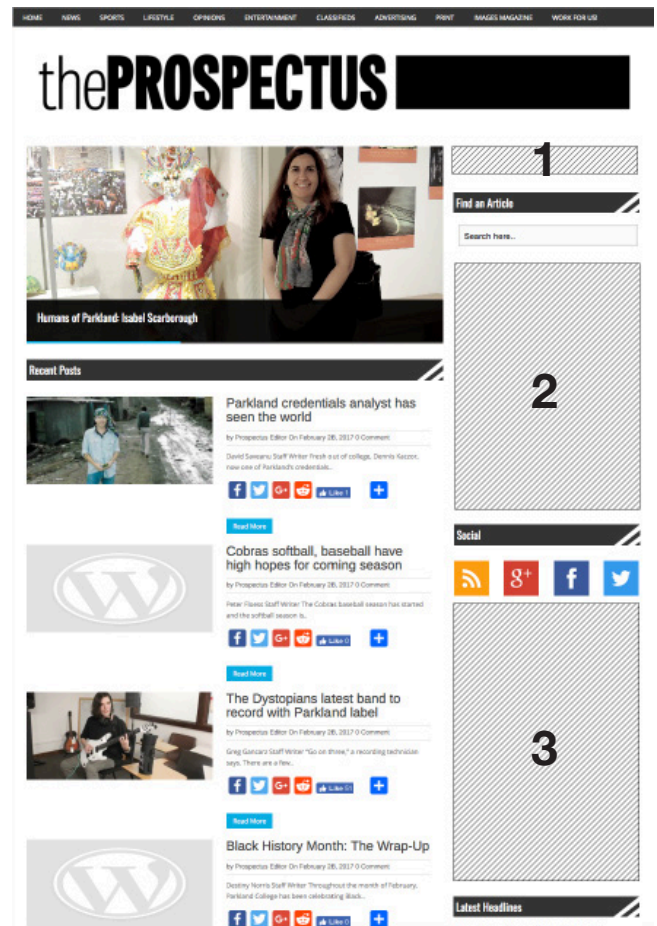 HOME NEWS SPORTS LIFESTYLE OPINIONS ENTERTAINMENT CLASSIFIEDS ADVERTISING PRINT IMAGES MAGAZINE WORK FOR US!
thePROSPECTUS
1
Find an Article
Search here..
Humans of Parkland: Isabel Scarborough
2
Recent Posts
Parkland credentials analyst has
seen the world
by Prospectus Editor On February 28, 2017 0 Comment
David Saveanu Staff Writer Fresh out of college, Dennis Kaczor,
now one of Parkland's credentials..
Like 1
Read More
Social
Cobras softball, baseball have
high hopes for coming season
by Prospectus Editor On February 28, 2017 0 Comment
Peter Floess Staff Writer The Cobras baseball season has started
and the softball season is..
Like 0
Read More
3
The Dystopians latest band to
record with Parkland label
by Prospectus Editor On February 28, 2017 0 Comment
Greg Gancarz Staff Writer "Go on three," a recording technician
says. There are a few..
Like 51
Read More
Black History Month: The Wrap-Up
by Prospectus Editor On February 28, 2017 0 Comment
Destiny Norris Staff Writer Throughout the month of February,
Parkland College has been celebrating Black..
Like 0
Latest Headlines